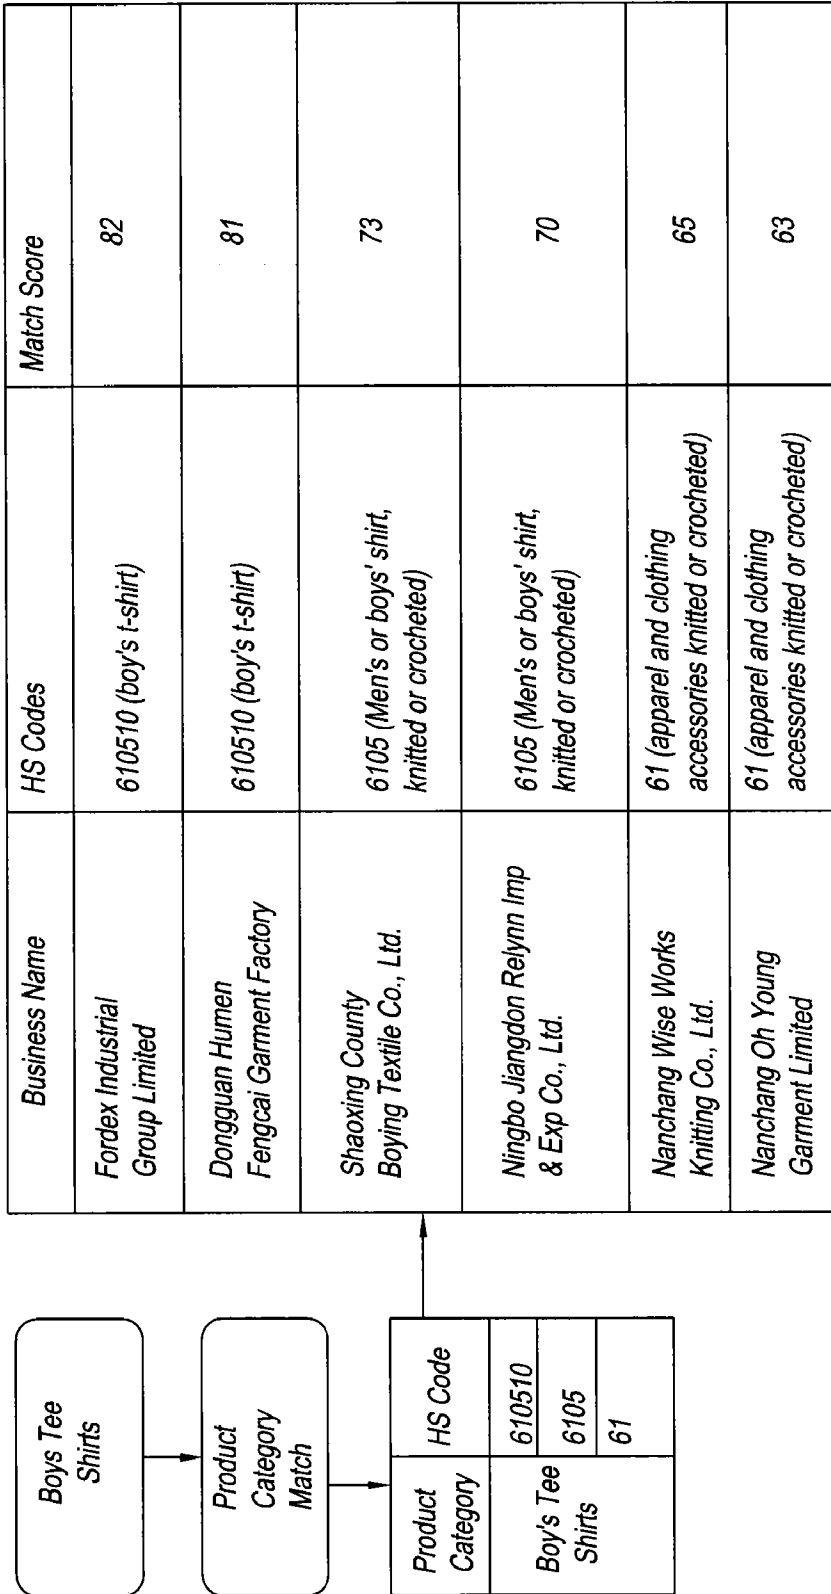 Boys Tee
Shirts
Product
Category
Match
Product
Category
HS Code
Boy's Tee
Shirts
610510
6105
61
Business Name
HS Codes
Match Score
Fordex Industrial
Group Limited
610510 (boy's t-shirt)
82
Dongguan Humen
Fengcai Garment Factory
610510 (boy's t-shirt)
81
Shaoxing County
Boying Textile Co., Ltd.
6105 (Men's or boys' shirt,
knitted or crocheted)
73
Ningbo Jiangdon Relynn Imp
& Exp Co., Ltd.
6105 (Men's or boys' shirt,
knitted or crocheted)
70
Nanchang Wise Works
Knitting Co., Ltd.
61 (apparel and clothing
accessories knitted or crocheted)
65
Nanchang Oh Young
Garment Limited
61 (apparel and clothing
accessories knitted or crocheted)
63